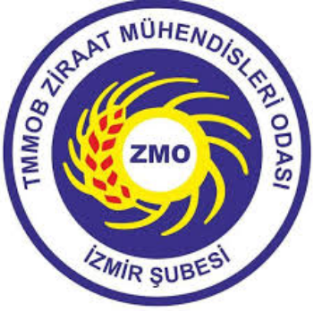 TMMOB ZİRAAT MÜHENDİSLERİ ODASI
ZMO
İZMİR ŞUBESİ